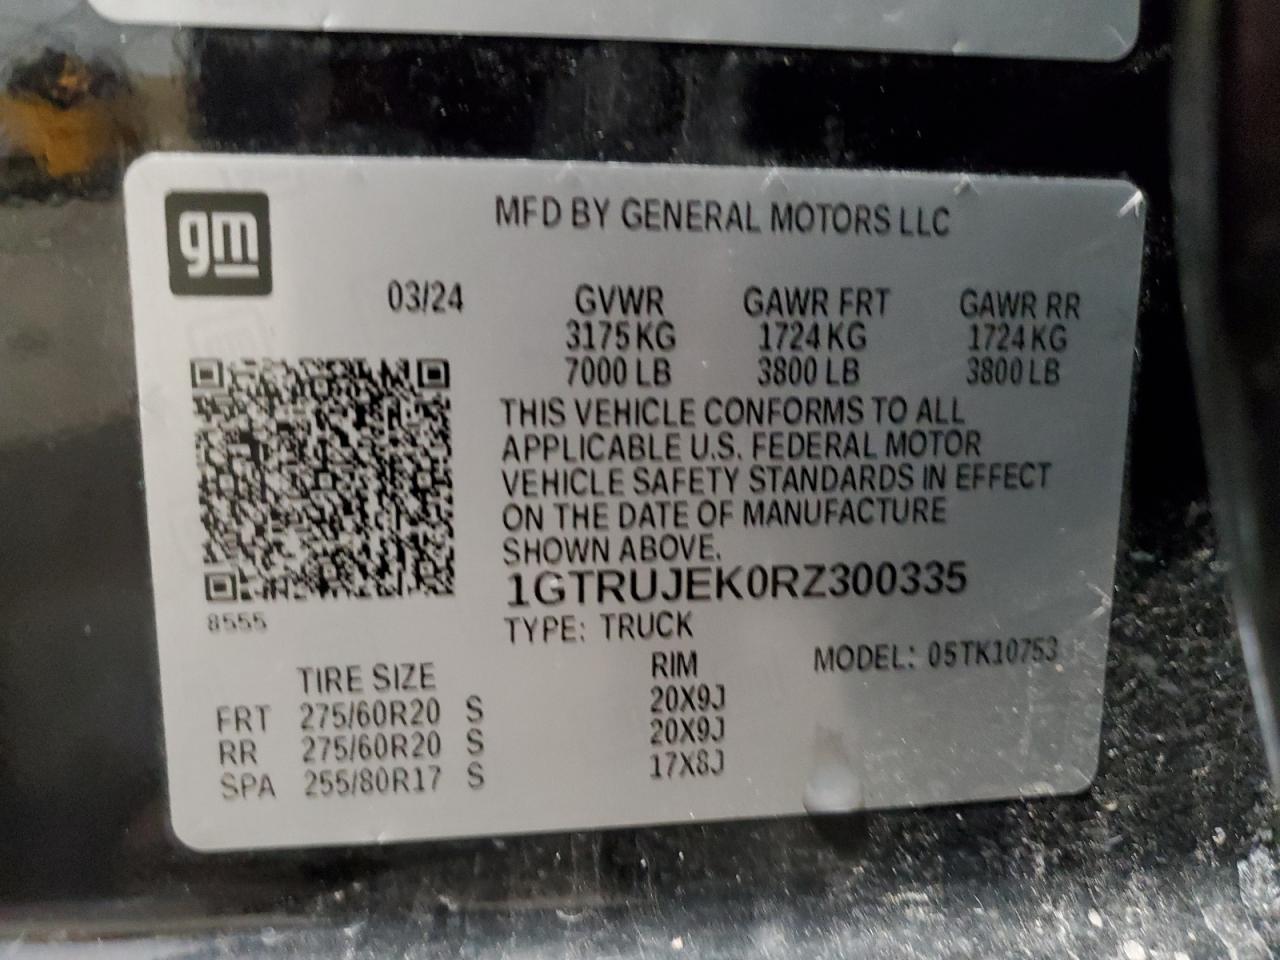 gm
MFD BY GENERAL MOTORS LLC
03/24 GVWR GAWR FRT GAWR RR
3175 KG 1724 KG 1724 KG
7000 LB 3800 LB 3800 LB
THIS VEHICLE CONFORMS TO ALL
APPLICABLE U.S. FEDERAL MOTOR
VEHICLE SAFETY STANDARDS IN EFFECT
ON THE DATE OF MANUFACTURE
SHOWN ABOVE.
1GTRUJEK0RZ300335
8555
TYPE: TRUCK
MODEL: 05TK10753
TIRE SIZE RIM
FRT 275/60R20 S 20X9J
RR 275/60R20 S 20X9J
SPA 255/80R17 S 17X8J